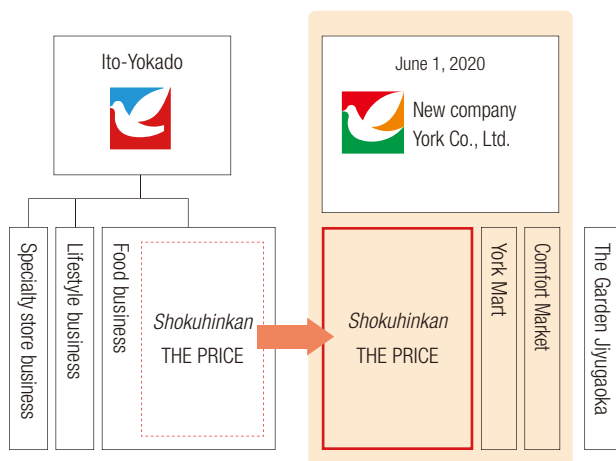 Ito-Yokado
June 1, 2020
New company
York Co., Ltd.
Specialty store business
Lifestyle business
Food business
Shokuhinkan
THE PRICE
Shokuhinkan
THE PRICE
York Mart
Comfort Market
The Garden Jiyugaoka